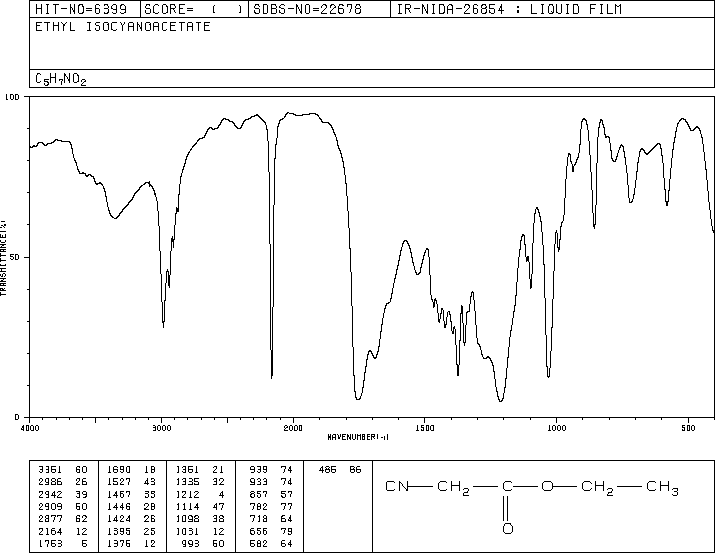 HIT-NO=6399 SCORE= ( ) SDBS-NO=22678 IR-NIDA-26854 : LIQUID FILM
ETHYL ISOCYANOACETATE
C5H7NO2
100
50
0
TRANSMITTANCE(%)
4000 3000 2000 1500 1000 500
WAVENUMBER(-1)
3361 60 1690 18 1351 21 939 74 486 86
2986 26 1527 43 1335 32 933 74
2942 39 1467 35 1212 4 857 57
2909 50 1446 28 1114 47 782 77
2877 62 1424 26 1098 38 718 64
2164 12 1395 25 1031 12 656 79
1753 5 1376 12 993 50 582 64
CN—CH2—C—O—CH2—CH3
O